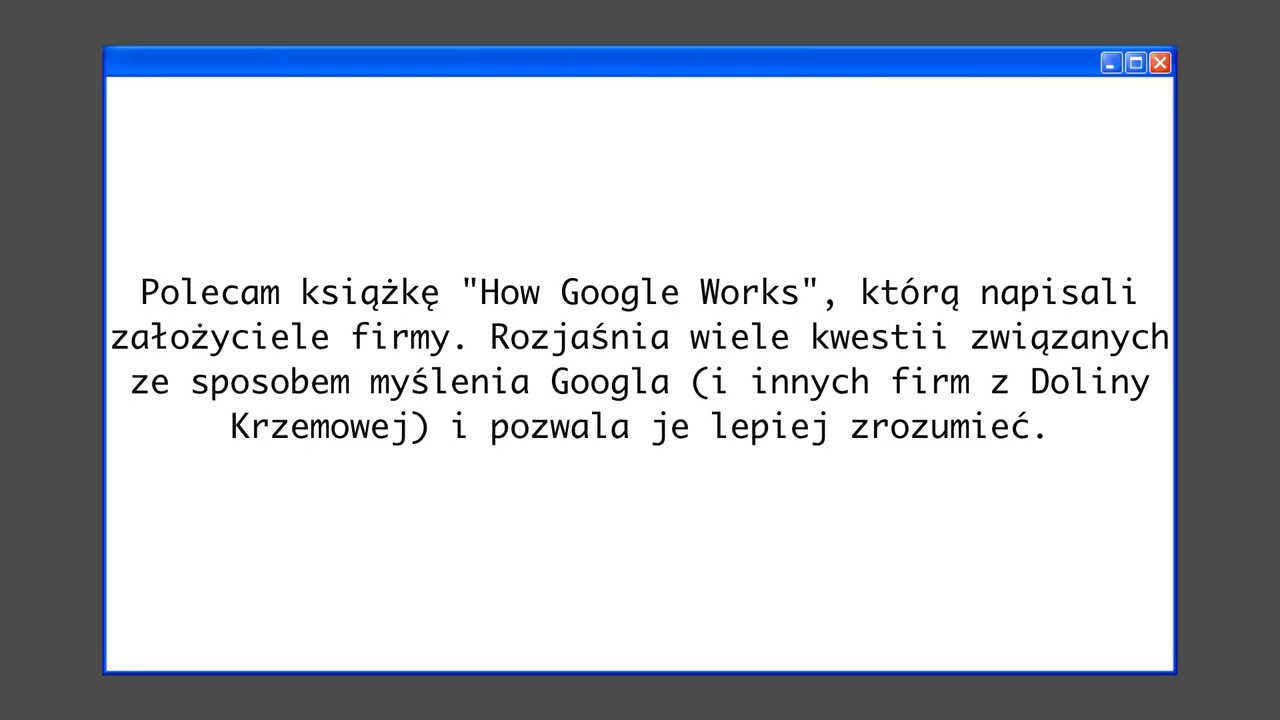 Polecam książkę "How Google Works", którą napisali
założyciele firmy. Rozjaśnia wiele kwestii związanych
ze sposobem myślenia Googla (i innych firm z Doliny
Krzemowej) i pozwala je lepiej zrozumieć.